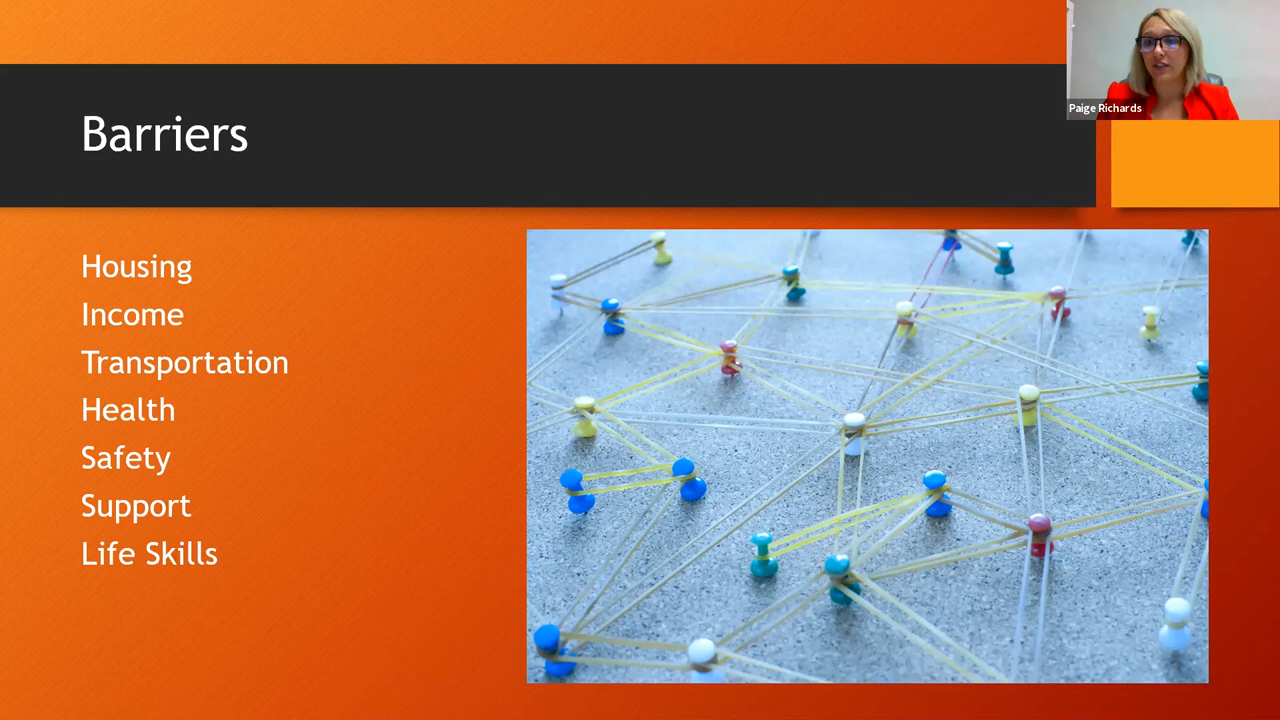 Paige Richards
Barriers
Housing
Income
Transportation
Health
Safety
Support
Life Skills